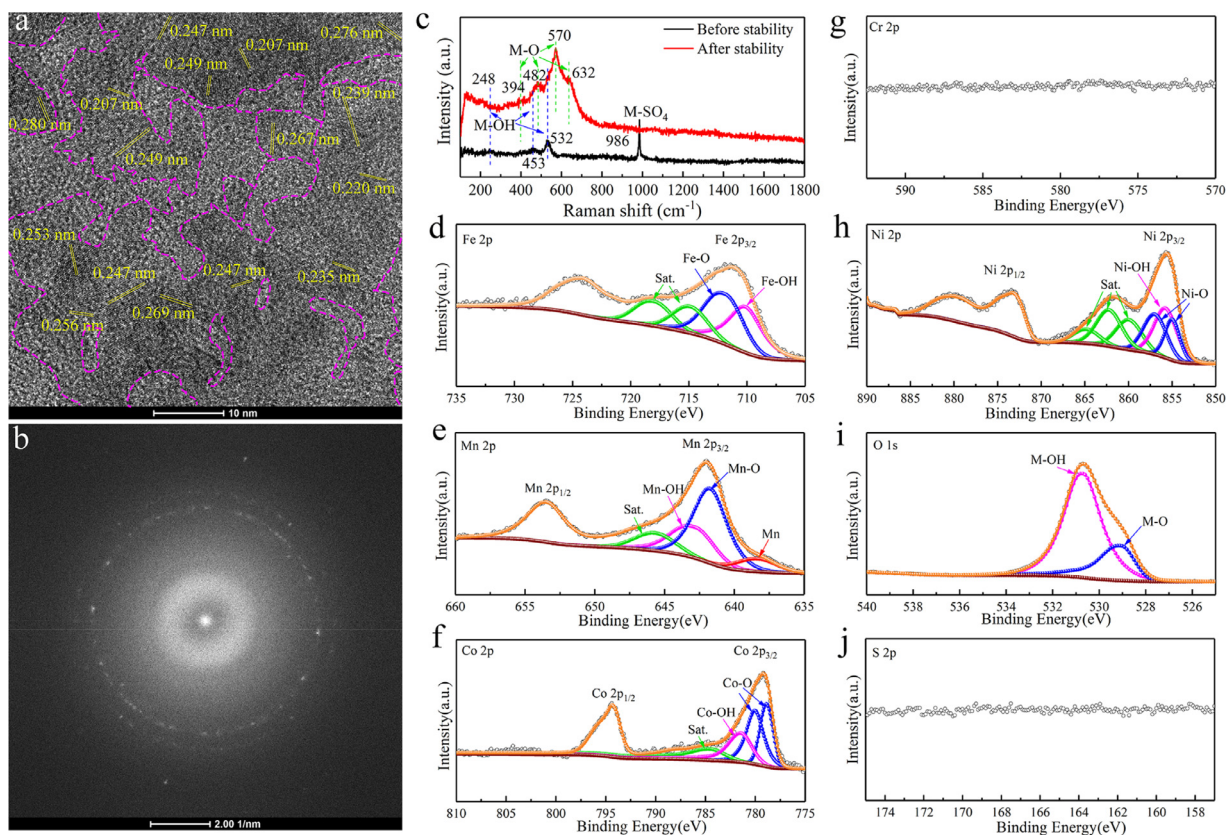 a
0.247 nm
0.207 nm
0.276 nm
0.249 nm
0.239 nm
0.207 nm
0.280 nm
0.267 nm
0.249 nm
0.220 nm
0.253 nm
0.247 nm
0.247 nm
0.235 nm
0.256 nm
0.269 nm
10 nm
b
2.00 1/nm
c
Before stability
After stability
570
M-O
632
482
394
248
M-SO4
M-OH
532
986
453
Intensity (a.u.)
200 400 600 800 1000 1200 1400 1600 1800
Raman shift (cm-1)
d
Fe 2p
Fe 2p3/2
Fe-O
Sat.
Fe-OH
Intensity(a.u.)
735 730 725 720 715 710 705
Binding Energy(eV)
e
Mn 2p
Mn 2p3/2
Mn-O
Mn-OH
Mn 2p1/2
Sat.
Mn
Intensity(a.u.)
660 655 650 645 640 635
Binding Energy(eV)
f
Co 2p
Co 2p3/2
Co-O
Co 2p1/2
Co-OH
Sat.
Intensity(a.u.)
810 805 800 795 790 785 780 775
Binding Energy(eV)
g
Cr 2p
Intensity(a.u.)
590 585 580 575 570
Binding Energy(eV)
h
Ni 2p
Ni 2p3/2
Ni-OH
Ni 2p1/2
Sat.
Ni-O
Intensity(a.u.)
890 885 880 875 870 865 860 855 850
Binding Energy(eV)
i
O 1s
M-OH
M-O
Intensity(a.u.)
540 538 536 534 532 530 528 526
Binding Energy(eV)
j
S 2p
Intensity(a.u.)
174 172 170 168 166 164 162 160 158
Binding Energy(eV)